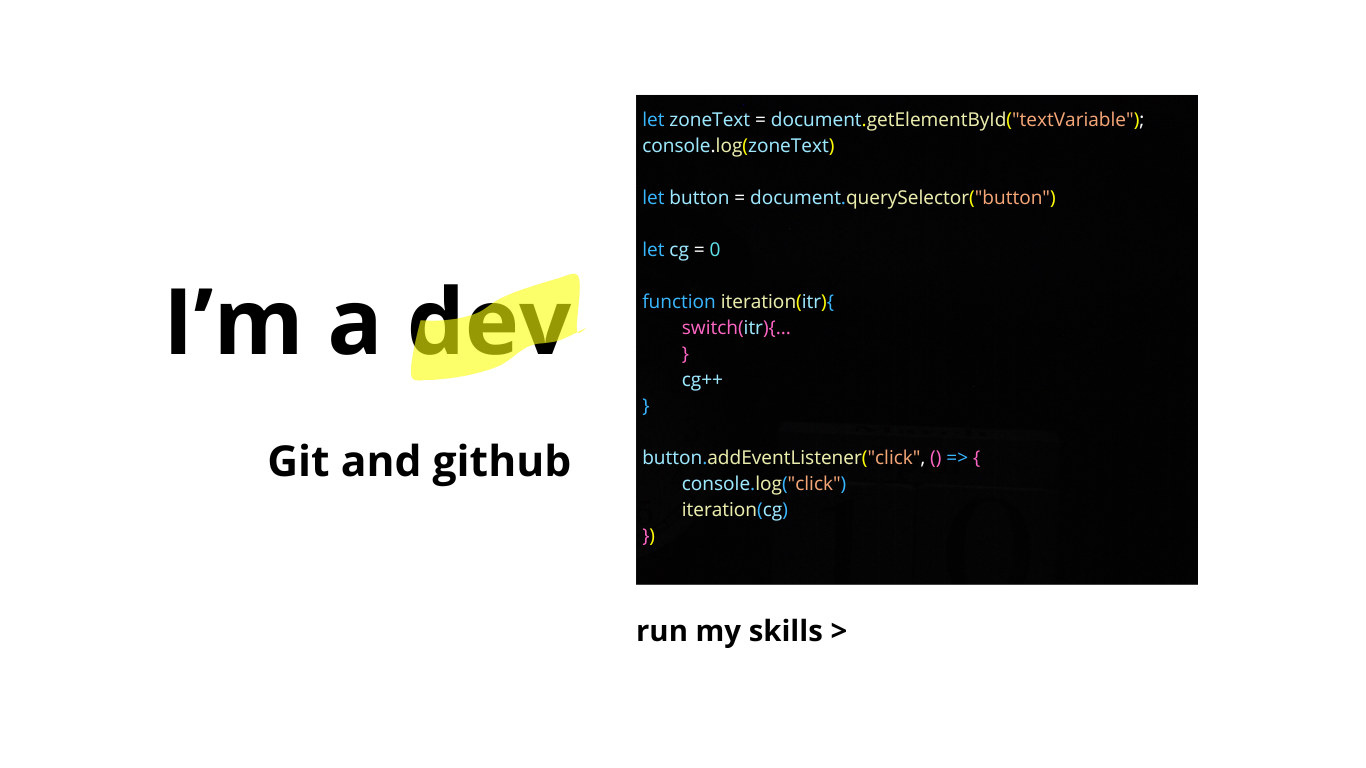 I’m a dev
Git and github
let zoneText = document.getElementById("textVariable");
console.log(zoneText)
let button = document.querySelector("button")
let cg = 0
function iteration(itr){
switch(itr){...
}
cg++
}
button.addEventListener("click", () => {
console.log("click")
iteration(cg)
})
run my skills >